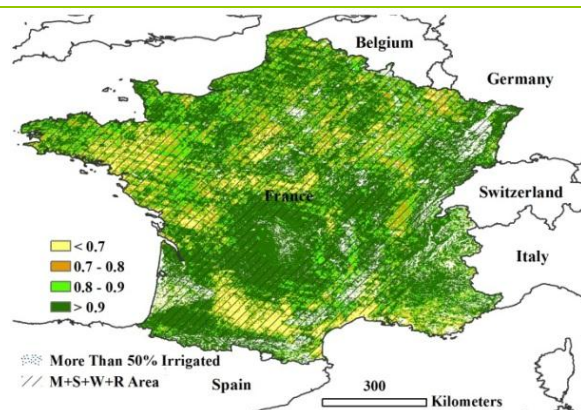 Belgium
Germany
France
Switzerland
Italy
< 0.7
0.7 - 0.8
0.8 - 0.9
> 0.9
More Than 50% Irrigated
M+S+W+R Area
Spain
300
Kilometers